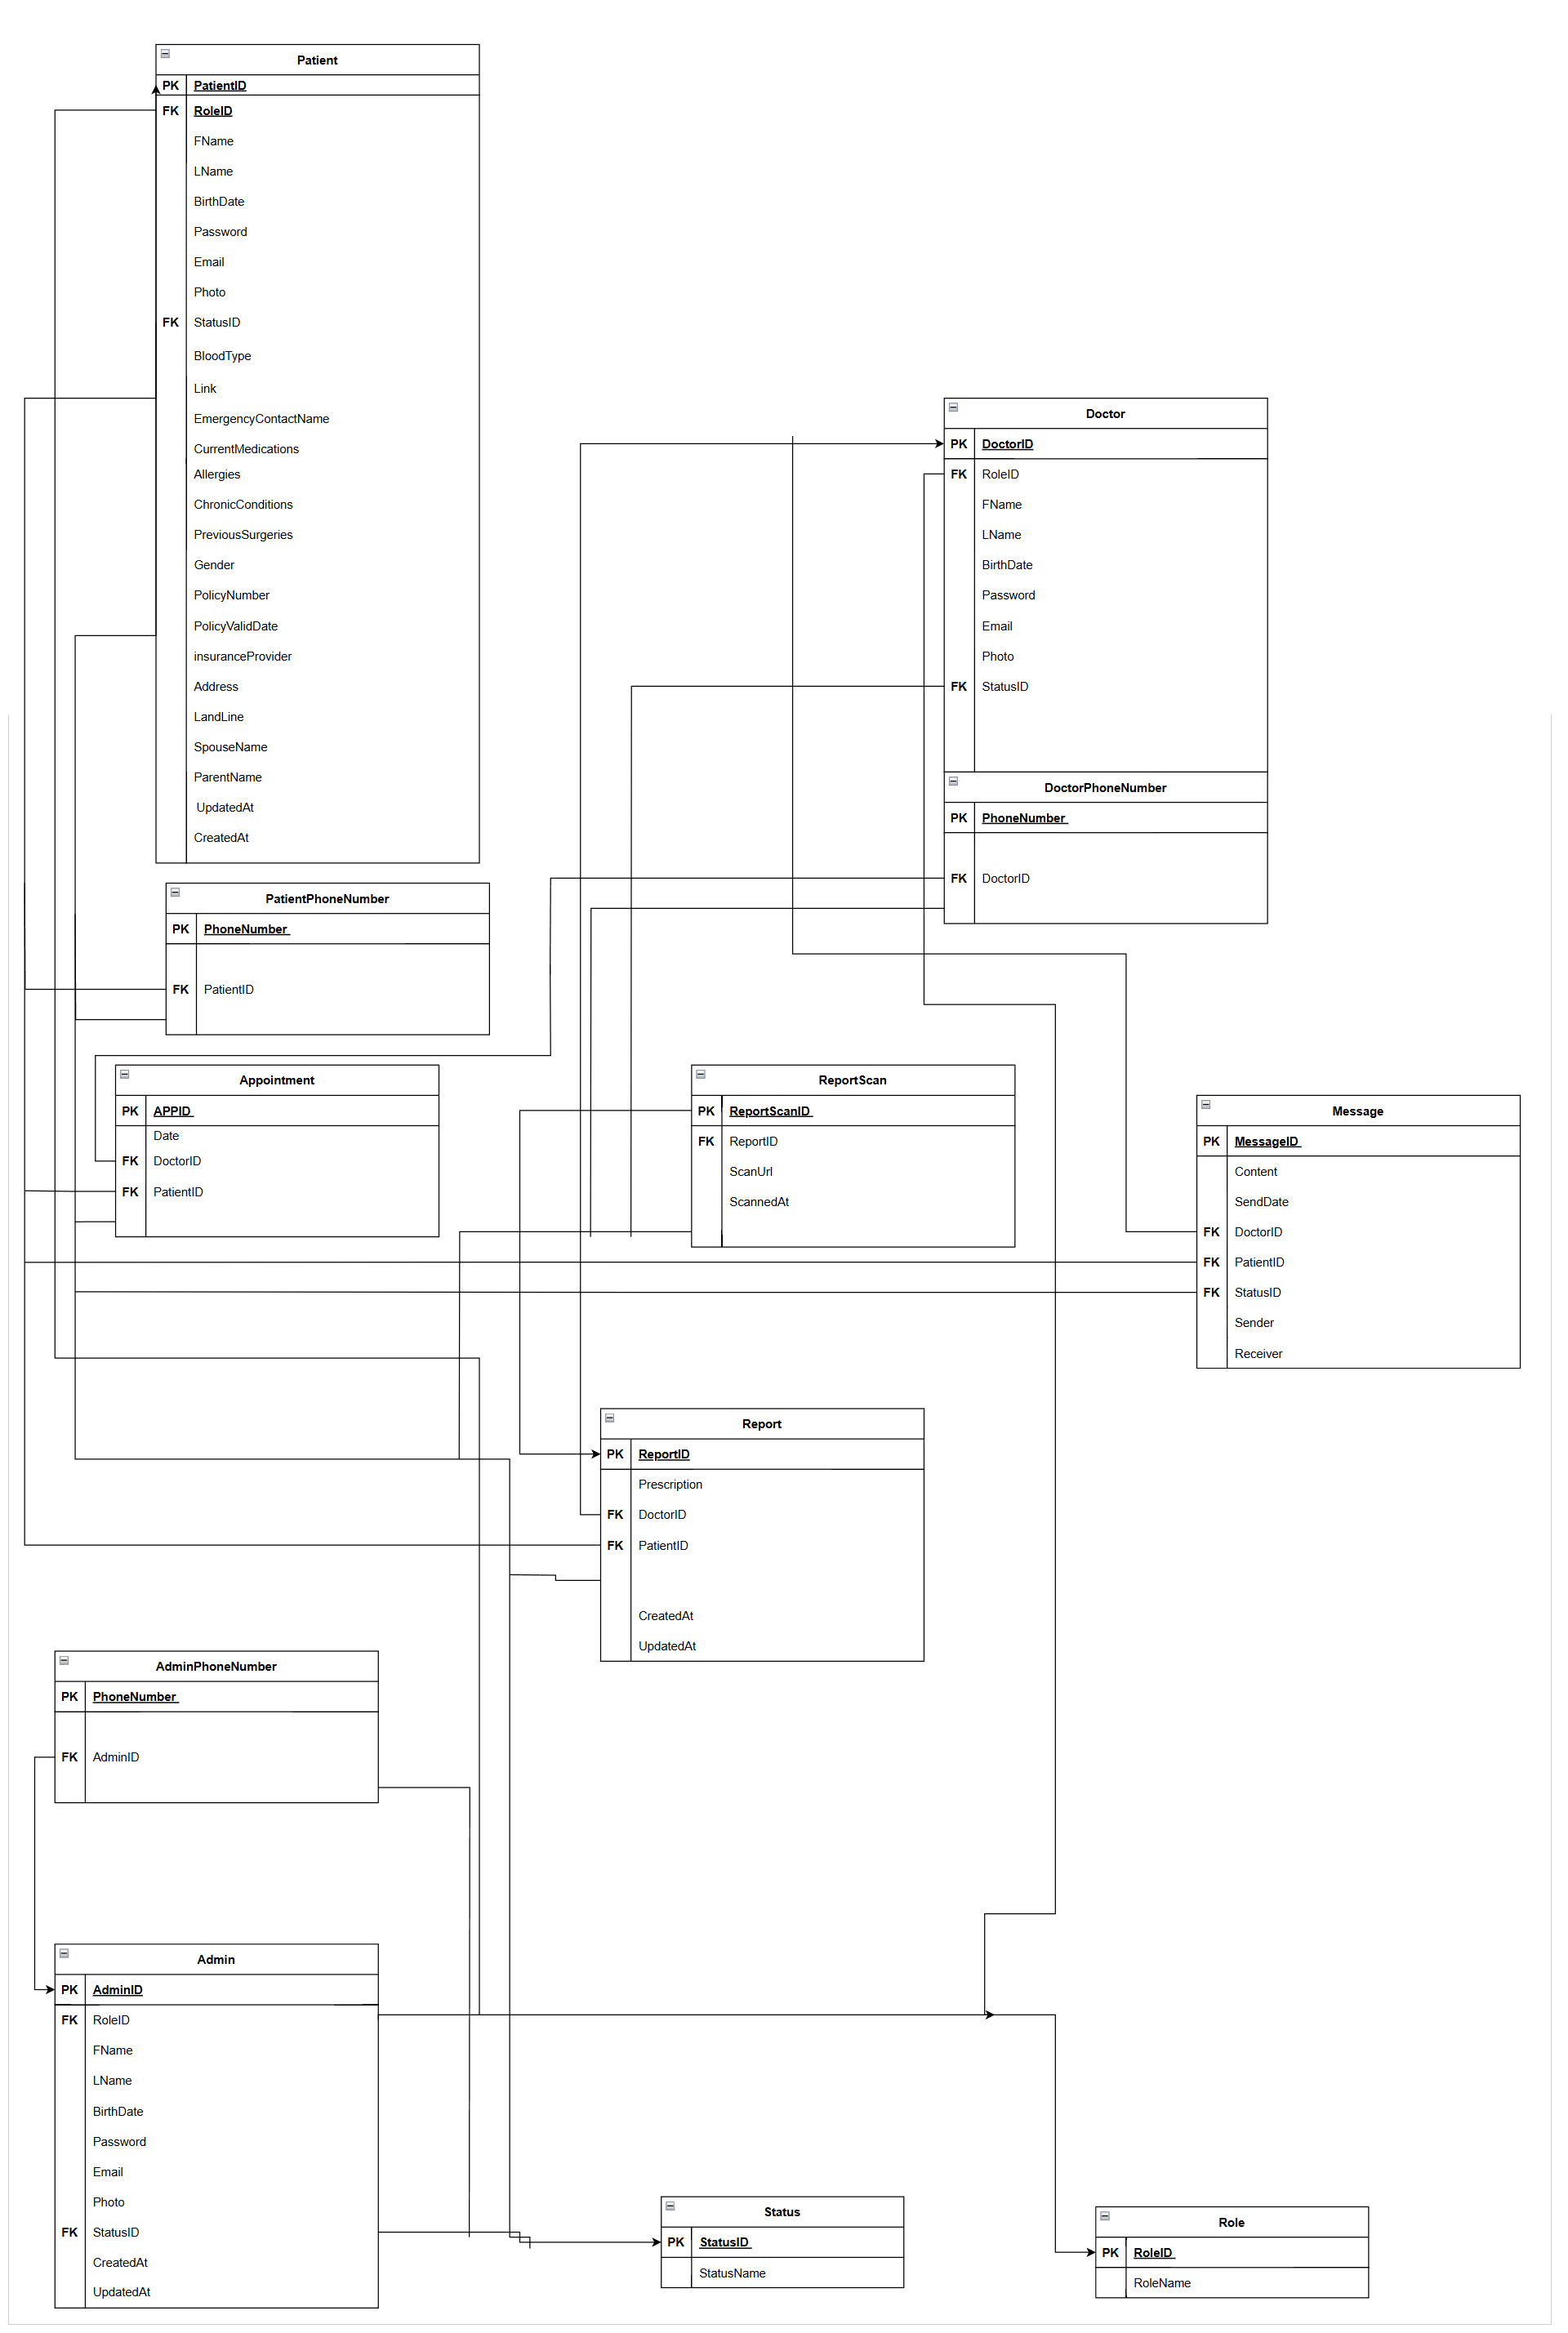 Patient
PK PatientID
FK RoleID
FName
LName
BirthDate
Password
Email
Photo
FK StatusID
BloodType
Link
EmergencyContactName
CurrentMedications
Allergies
ChronicConditions
PreviousSurgeries
Gender
PolicyNumber
PolicyValidDate
insuranceProvider
Address
LandLine
SpouseName
ParentName
UpdatedAt
CreatedAt
Doctor
PK DoctorID
FK RoleID
FName
LName
BirthDate
Password
Email
Photo
FK StatusID
DoctorPhoneNumber
PK PhoneNumber
FK DoctorID
PatientPhoneNumber
PK PhoneNumber
FK PatientID
Appointment
PK APPID
Date
FK DoctorID
FK PatientID
ReportScan
PK ReportScanID
FK ReportID
ScanUrl
ScannedAt
Message
PK MessageID
Content
SendDate
FK DoctorID
FK PatientID
FK StatusID
Sender
Receiver
Report
PK ReportID
Prescription
FK DoctorID
FK PatientID
CreatedAt
UpdatedAt
AdminPhoneNumber
PK PhoneNumber
FK AdminID
Admin
PK AdminID
FK RoleID
FName
LName
BirthDate
Password
Email
Photo
FK StatusID
CreatedAt
UpdatedAt
Status
PK StatusID
StatusName
Role
PK RoleID
RoleName